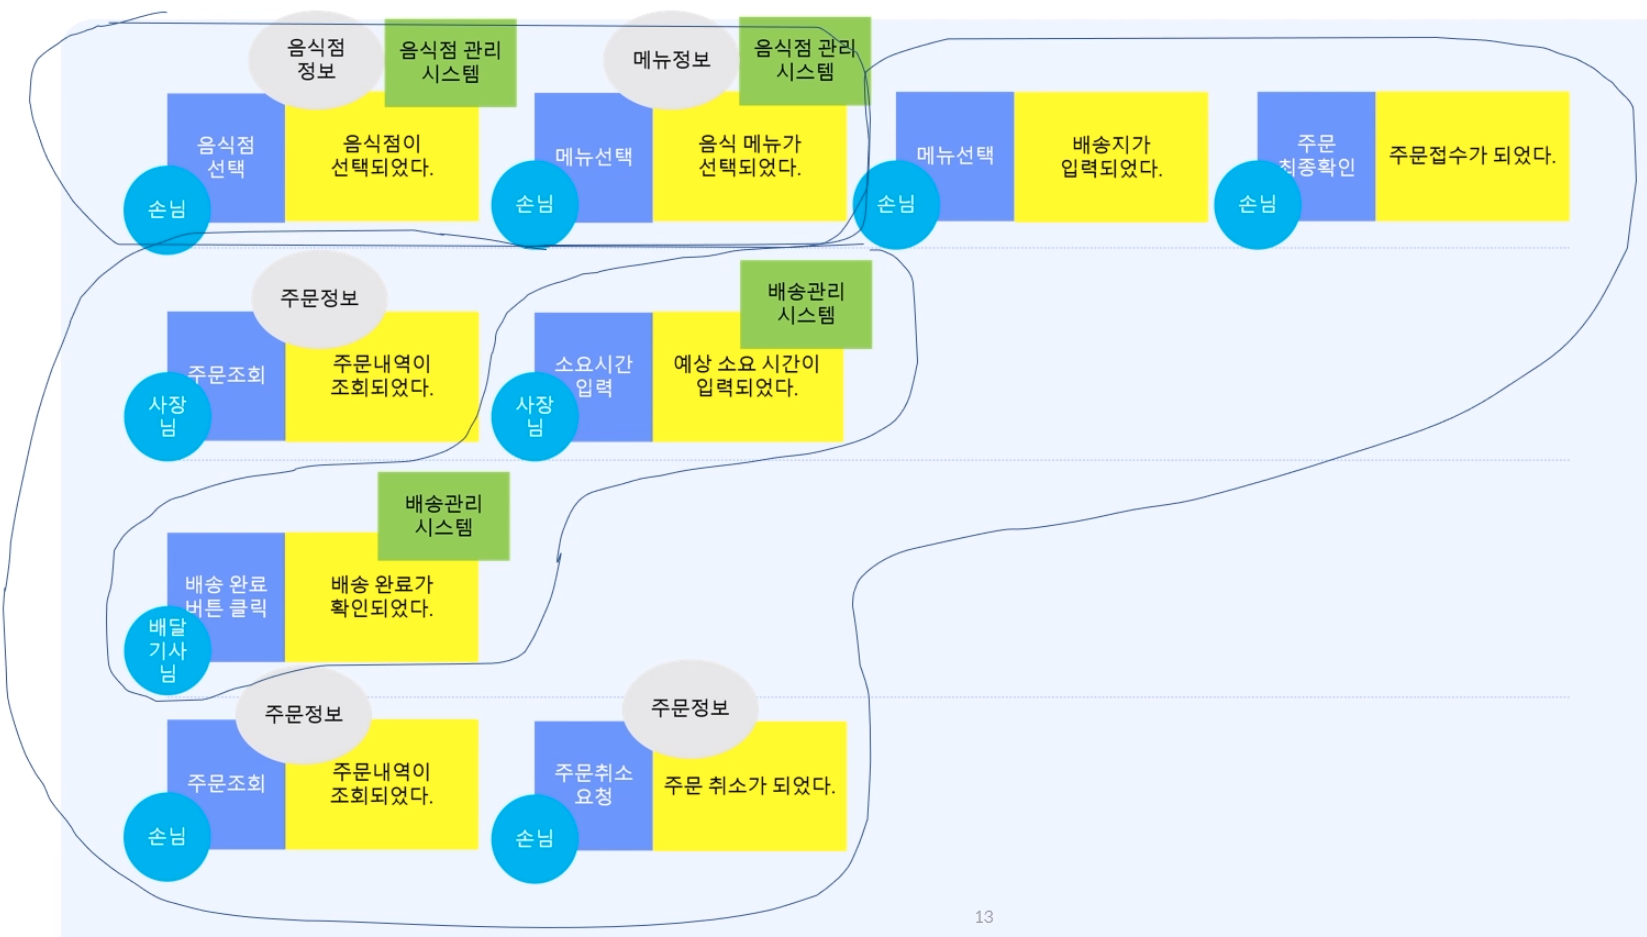 음식점
정보
음식점 관리
시스템
메뉴정보
음식점 관리
시스템
음식점
선택
음식점이
선택되었다.
손님
메뉴선택
음식 메뉴가
선택되었다.
손님
메뉴선택
배송지가
입력되었다.
손님
주문
최종확인
주문접수가 되었다.
손님
주문정보
배송관리
시스템
주문조회
주문내역이
조회되었다.
사장
님
소요시간
입력
예상 소요 시간이
입력되었다.
사장
님
배송관리
시스템
배송 완료
버튼 클릭
배송 완료가
확인되었다.
배달
기사
님
주문정보
주문정보
주문조회
주문내역이
조회되었다.
손님
주문취소
요청
주문 취소가 되었다.
손님
13